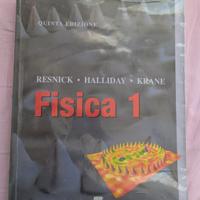 QUINTA EDIZIONE
RESNICK • HALLIDAY • KRANE
Fisica 1